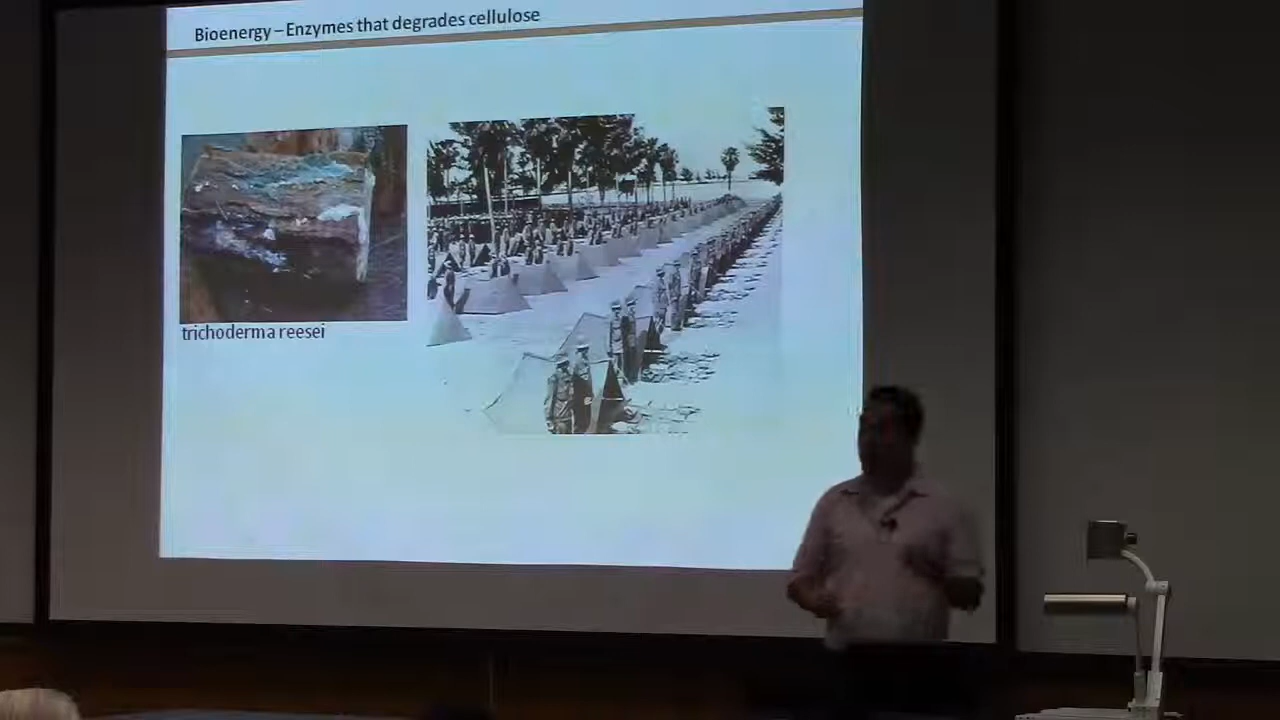 Bioenergy – Enzymes that degrades cellulose
trichoderma reesei